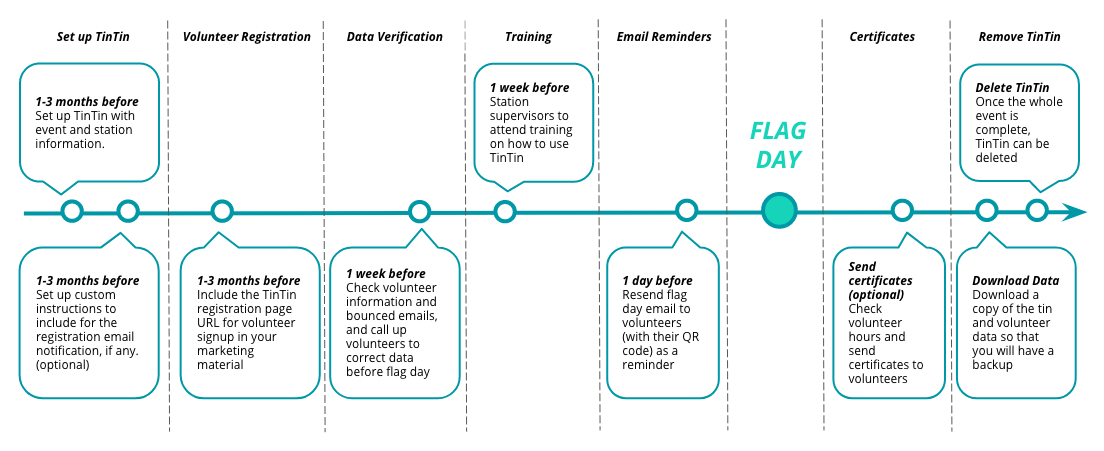 Set up TinTin
Volunteer Registration
Data Verification
Training
Email Reminders
Certificates
Remove TinTin
1-3 months before
Set up TinTin with
event and station
information.
1 week before
Station
supervisors to
attend training
on how to use
TinTin
FLAG
DAY
Delete TinTin
Once the whole
event is
complete,
TinTin can be
deleted
1-3 months before
Set up custom
instructions to
include for the
registration email
notification, if any.
(optional)
1-3 months before
Include the TinTin
registration page
URL for volunteer
signup in your
marketing
material
1 week before
Check volunteer
information and
bounced emails,
and call up
volunteers to
correct data
before flag day
1 day before
Resend flag
day email to
volunteers
(with their QR
code) as a
reminder
Send
certificates
(optional)
Check
volunteer
hours and
send
certificates to
volunteers
Download Data
Download a
copy of the tin
and volunteer
data so that
you will have a
backup